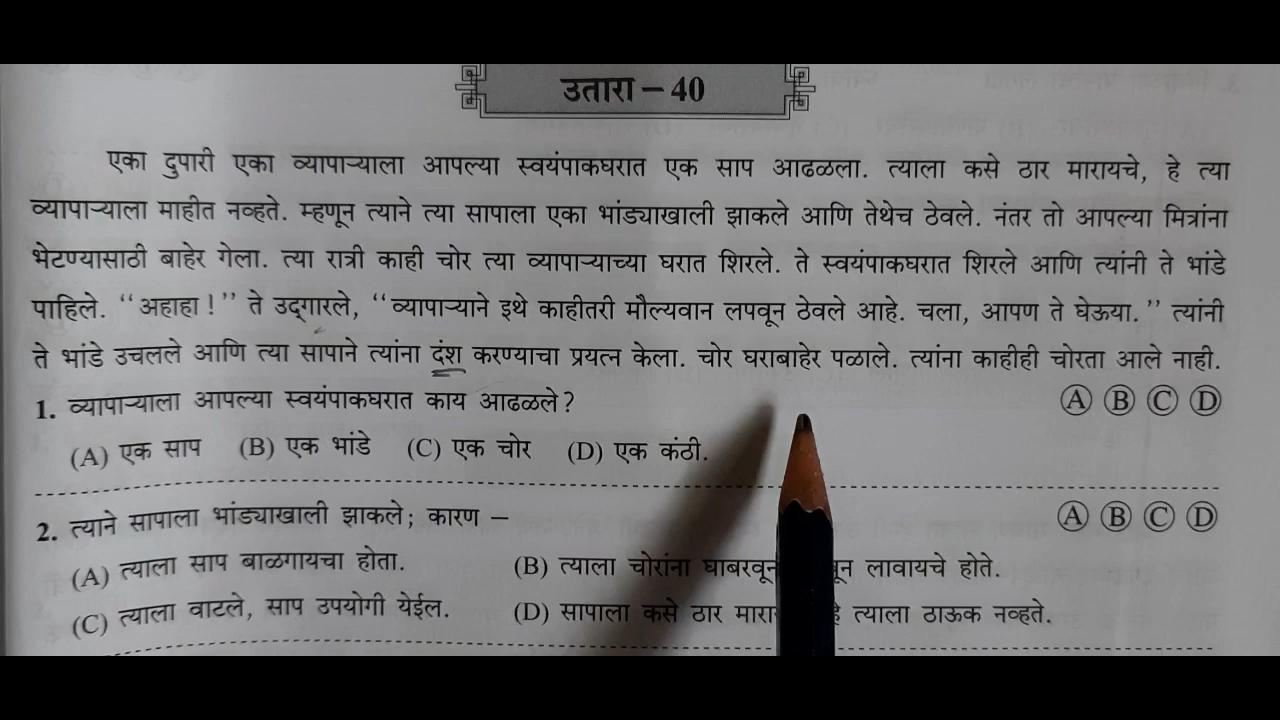 उतारा – 40
एका दुपारी एका व्यापाऱ्याला आपल्या स्वयंपाकघरात एक साप आढळला. त्याला कसे ठार मारायचे, हे त्या
व्यापाऱ्याला माहीत नव्हते. म्हणून त्याने त्या सापाला एका भांड्याखाली झाकले आणि तेथेच ठेवले. नंतर तो आपल्या मित्रांना
भेटण्यासाठी बाहेर गेला. त्या रात्री काही चोर त्या व्यापाऱ्याच्या घरात शिरले. ते स्वयंपाकघरात शिरले आणि त्यांनी ते भांडे
पाहिले. “अहाहा !” ते उद्‌गारले, “व्यापाऱ्याने इथे काहीतरी मौल्यवान लपवून ठेवले आहे. चला, आपण ते घेऊया.” त्यांनी
ते भांडे उचलले आणि त्या सापाने त्यांना दंश करण्याचा प्रयत्न केला. चोर घराबाहेर पळाले. त्यांना काहीही चोरता आले नाही.
1. व्यापाऱ्याला आपल्या स्वयंपाकघरात काय आढळले? Ⓐ Ⓑ Ⓒ Ⓓ
(A) एक साप (B) एक भांडे (C) एक चोर (D) एक कंठी.
2. त्याने सापाला भांड्याखाली झाकले; कारण – Ⓐ Ⓑ Ⓒ Ⓓ
(A) त्याला साप बाळगायचा होता. (B) त्याला चोरांना लावायचे होते.
(C) त्याला वाटले, साप उपयोगी येईल. (D) सापाला कसे ठार त्याला ठाऊक नव्हते.